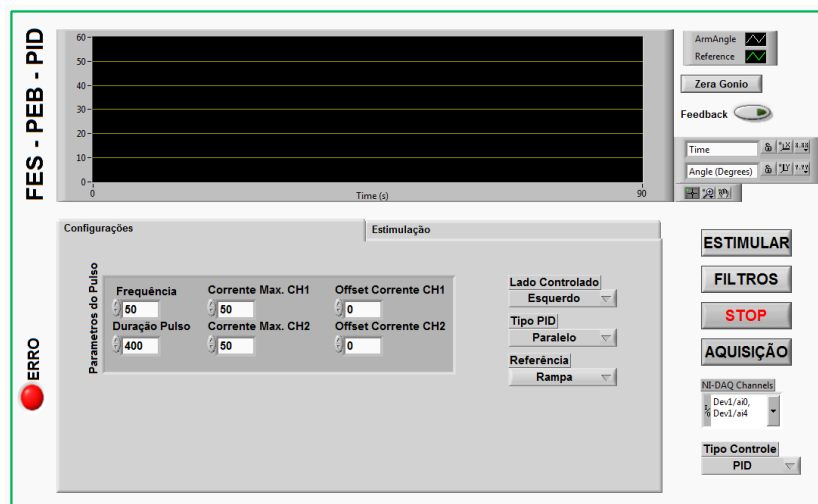 FES - PEB - PID
60
50
40
30
20
10
0
0
Time (s)
90
ArmAngle
Reference
Zera Gonio
Feedback
Time
Angle (Degrees)
Configurações
Estimulação
Parametros do Pulso
Frequência
50
Corrente Max. CH1
50
Offset Corrente CH1
0
Duração Pulso
400
Corrente Max. CH2
50
Offset Corrente CH2
0
Lado Controlado
Esquerdo
Tipo PID
Paralelo
Referência
Rampa
ERRO
ESTIMULAR
FILTROS
STOP
AQUISIÇÃO
NI-DAQ Channels
Dev1/ai0,
Dev1/ai4
Tipo Controle
PID